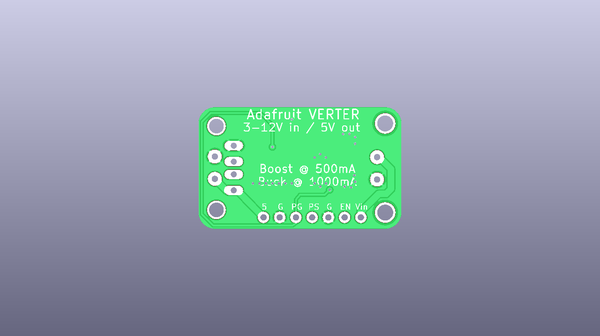 Adafruit VERTER
3-12V in / 5V out
Boost @ 500mA
Buck @ 1000mA
5 G PG PS G EN Vin